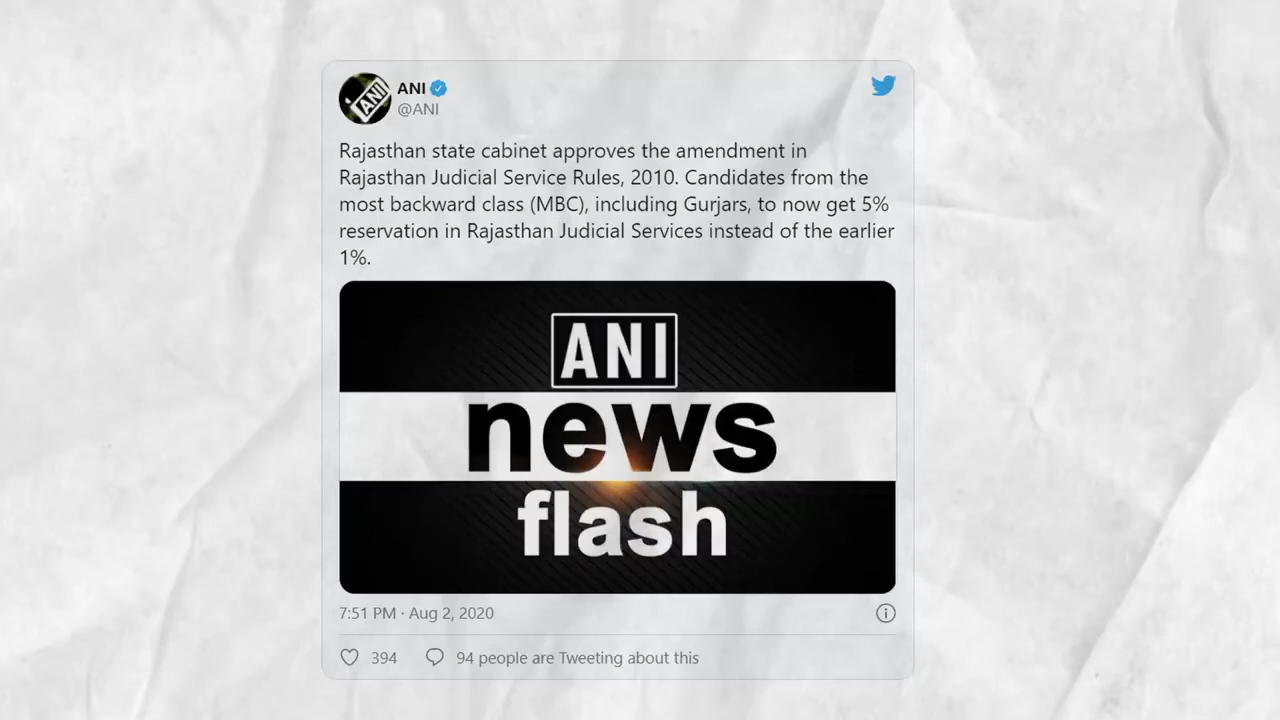 ANI
@ANI
ANI
Rajasthan state cabinet approves the amendment in
Rajasthan Judicial Service Rules, 2010. Candidates from the
most backward class (MBC), including Gurjars, to now get 5%
reservation in Rajasthan Judicial Services instead of the earlier
1%.
ANI
news
flash
7:51 PM · Aug 2, 2020
394 94 people are Tweeting about this